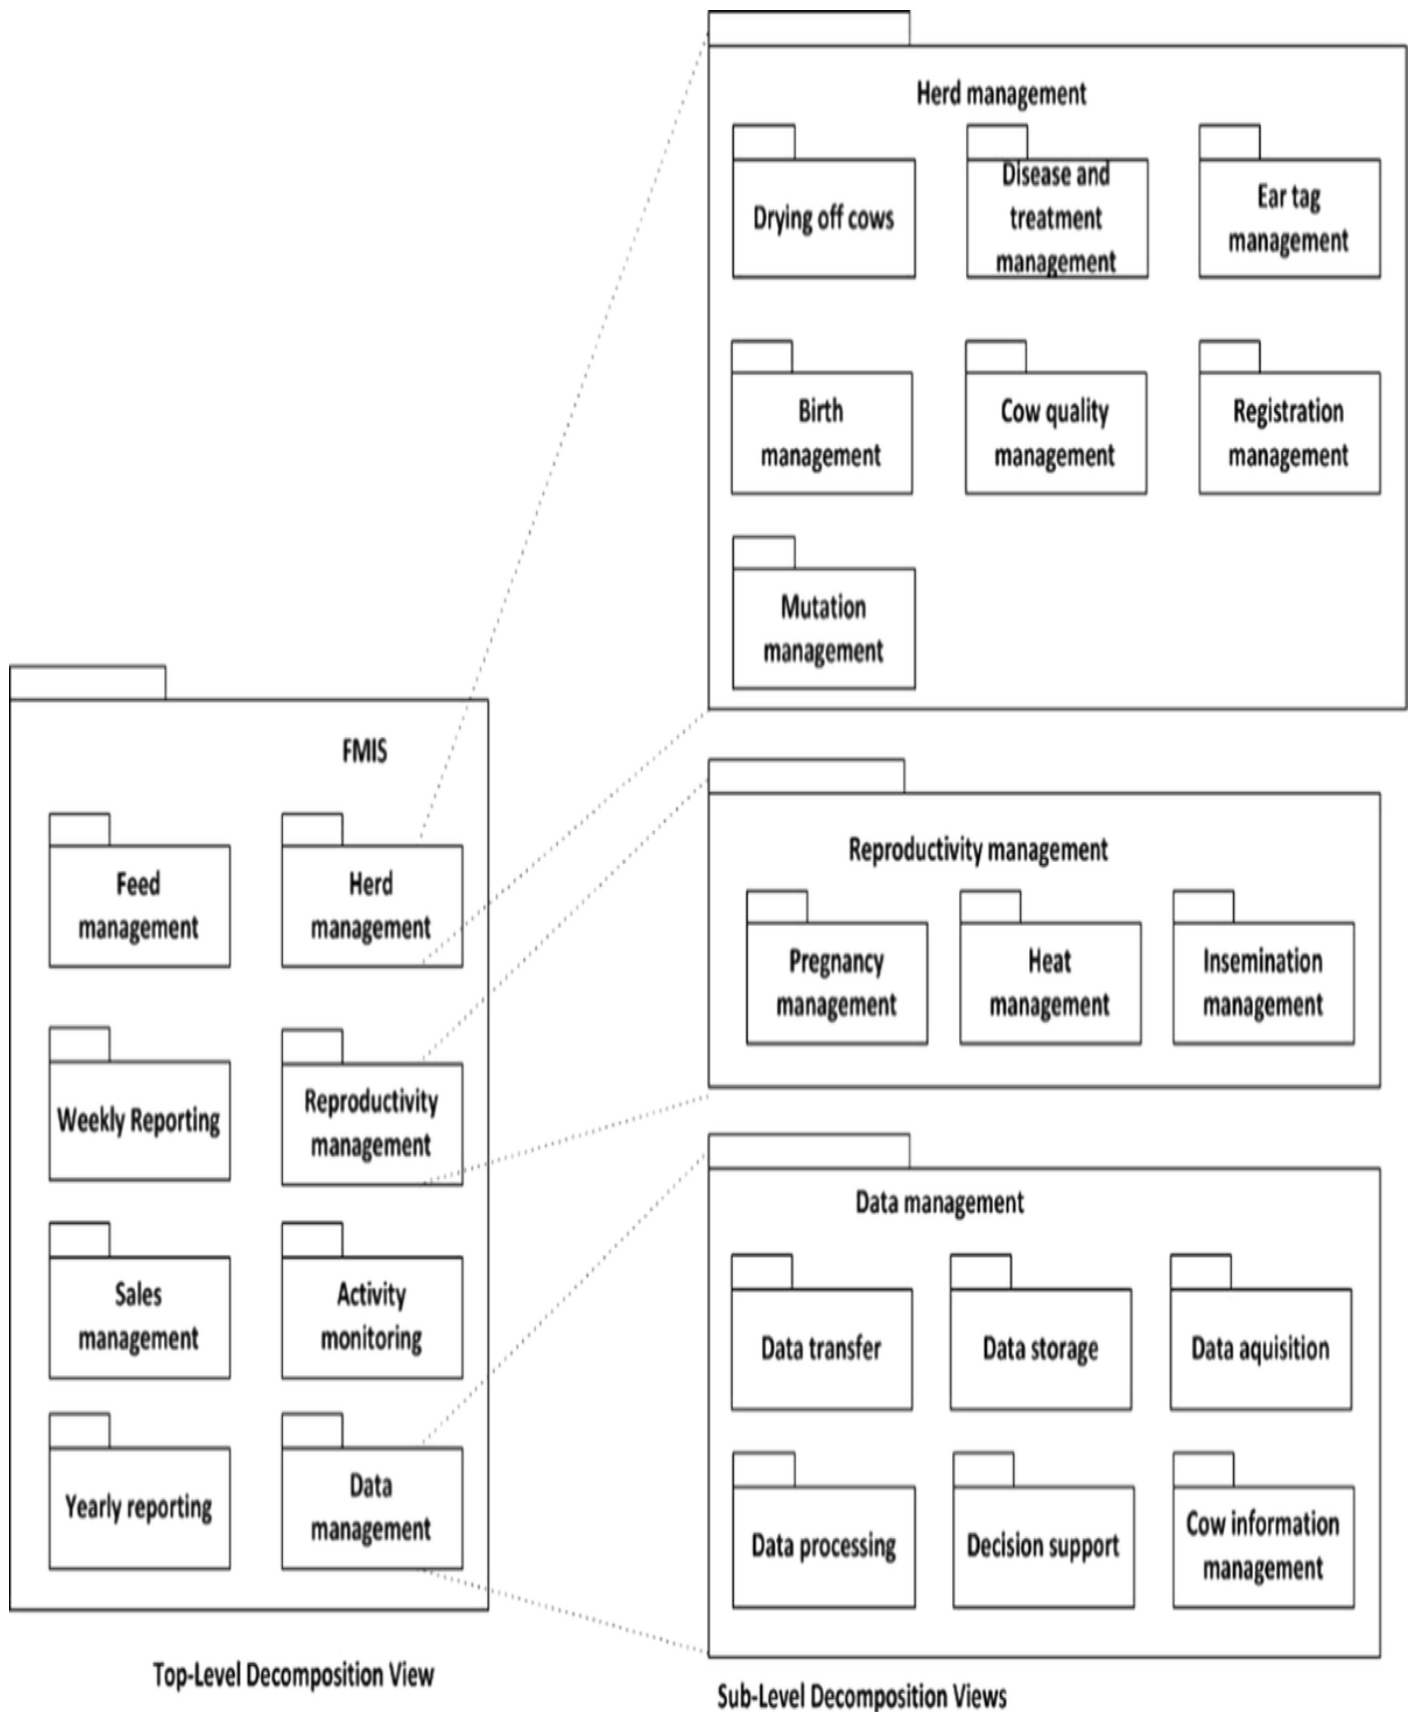 Herd management
Drying off cows
Disease and
treatment
management
Ear tag
management
Birth
management
Cow quality
management
Registration
management
Mutation
management
FMIS
Feed
management
Herd
management
Weekly Reporting
Reproductivity
management
Sales
management
Activity
monitoring
Yearly reporting
Data
management
Top-Level Decomposition View
Reproductivity management
Pregnancy
management
Heat
management
Insemination
management
Data management
Data transfer
Data storage
Data aquisition
Data processing
Decision support
Cow information
management
Sub-Level Decomposition Views